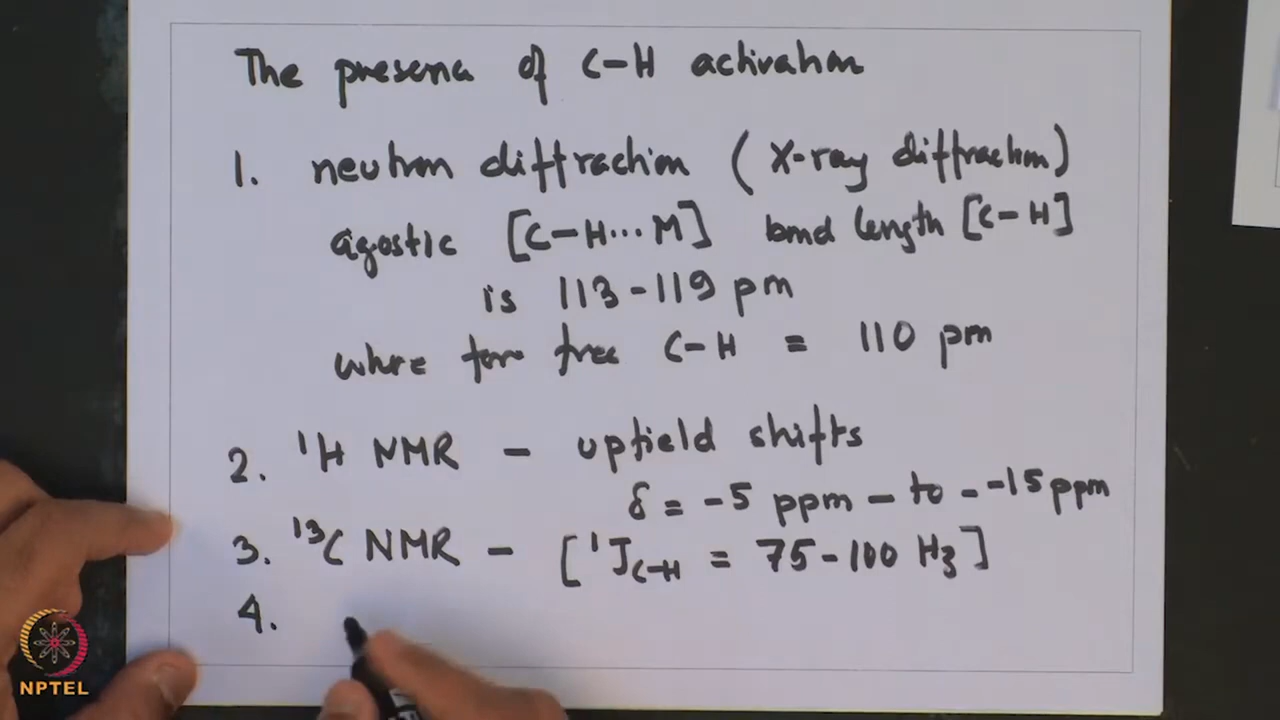 The presena of C-H activation
1. neutron diffraction (X-ray diffraction)
agostic [C-H...M] bond length [C-H]
is 113-119 pm
where for free C-H = 110 pm
2. ¹H NMR - upfield shifts
δ = -5 ppm - to - -15 ppm
3. ¹³C NMR - [¹J C-H = 75-100 Hz]
4.
NPTEL